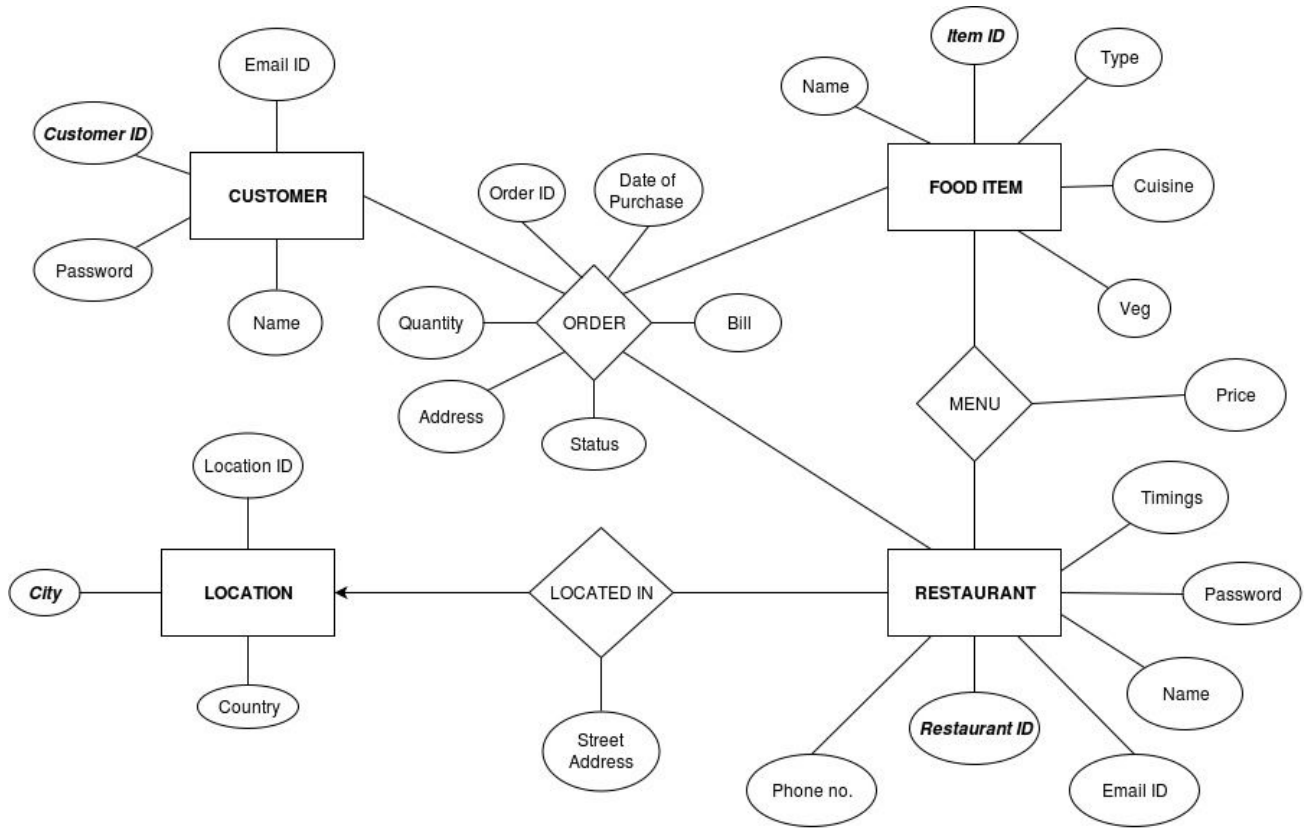 Item ID
Email ID
Type
Name
Customer ID
Date of
Purchase
Order ID
Cuisine
CUSTOMER
FOOD ITEM
Password
Name
Quantity
ORDER
Bill
Veg
Address
Status
MENU
Price
Location ID
Timings
City
LOCATION
LOCATED IN
RESTAURANT
Password
Country
Street
Address
Restaurant ID
Name
Phone no.
Email ID